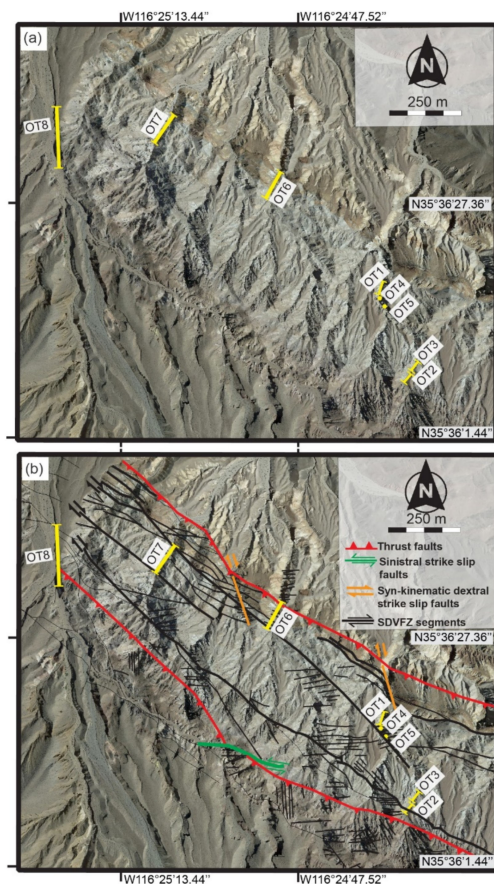 W116°25'13.44"
W116°24'47.52"
(a)
N
250 m
OT8
OT7
OT6
N35°36'27.36"
OT1
OT4
OT5
OT3
OT2
N35°36'1.44"
(b)
N
250 m
Thrust faults
Sinistral strike slip
faults
Syn-kinematic dextral
strike slip faults
SDVFZ segments
OT8
OT7
OT6
N35°36'27.36"
OT1
OT4
OT5
OT3
OT2
N35°36'1.44"
W116°25'13.44"
W116°24'47.52"